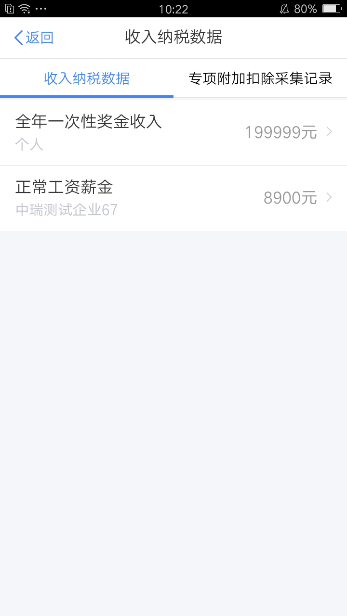 10:22
80%
返回
收入纳税数据
收入纳税数据
专项附加扣除采集记录
全年一次性奖金收入
199999元
个人
正常工资薪金
8900元
中瑞测试企业67